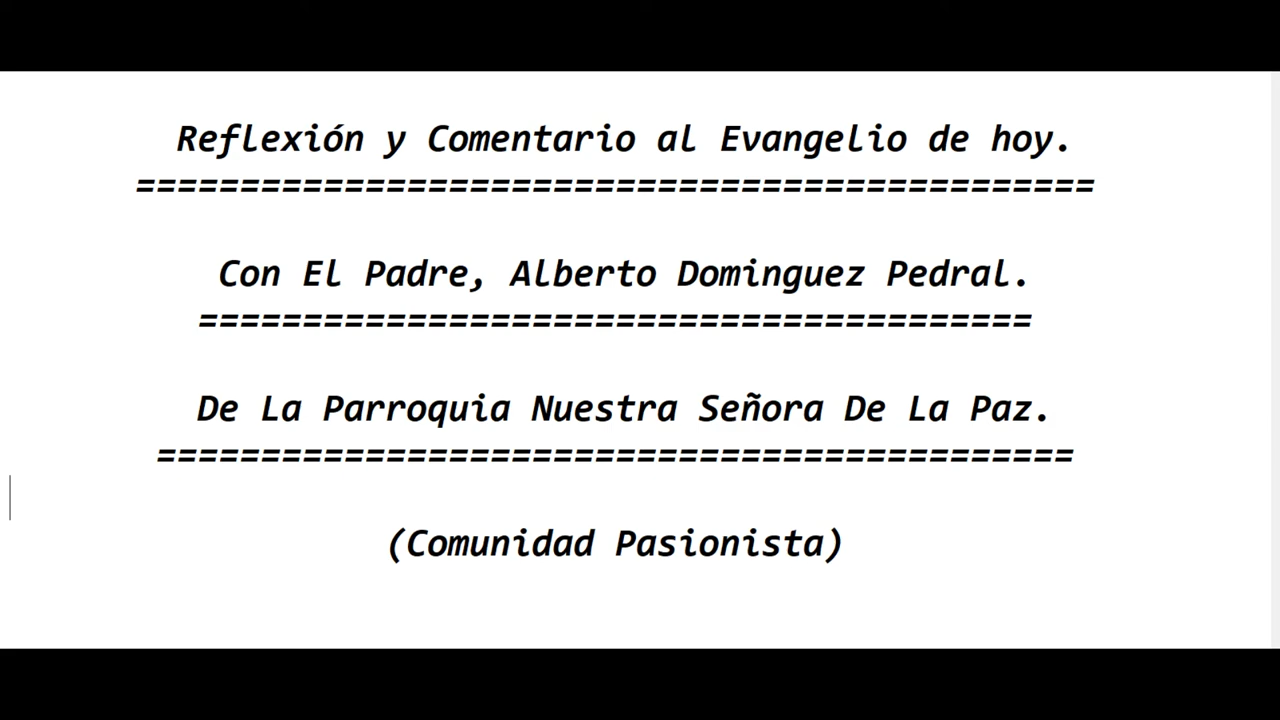 Reflexión y Comentario al Evangelio de hoy.
==============================================
Con El Padre, Alberto Dominguez Pedral.
========================================
De La Parroquia Nuestra Señora De La Paz.
============================================
(Comunidad Pasionista)